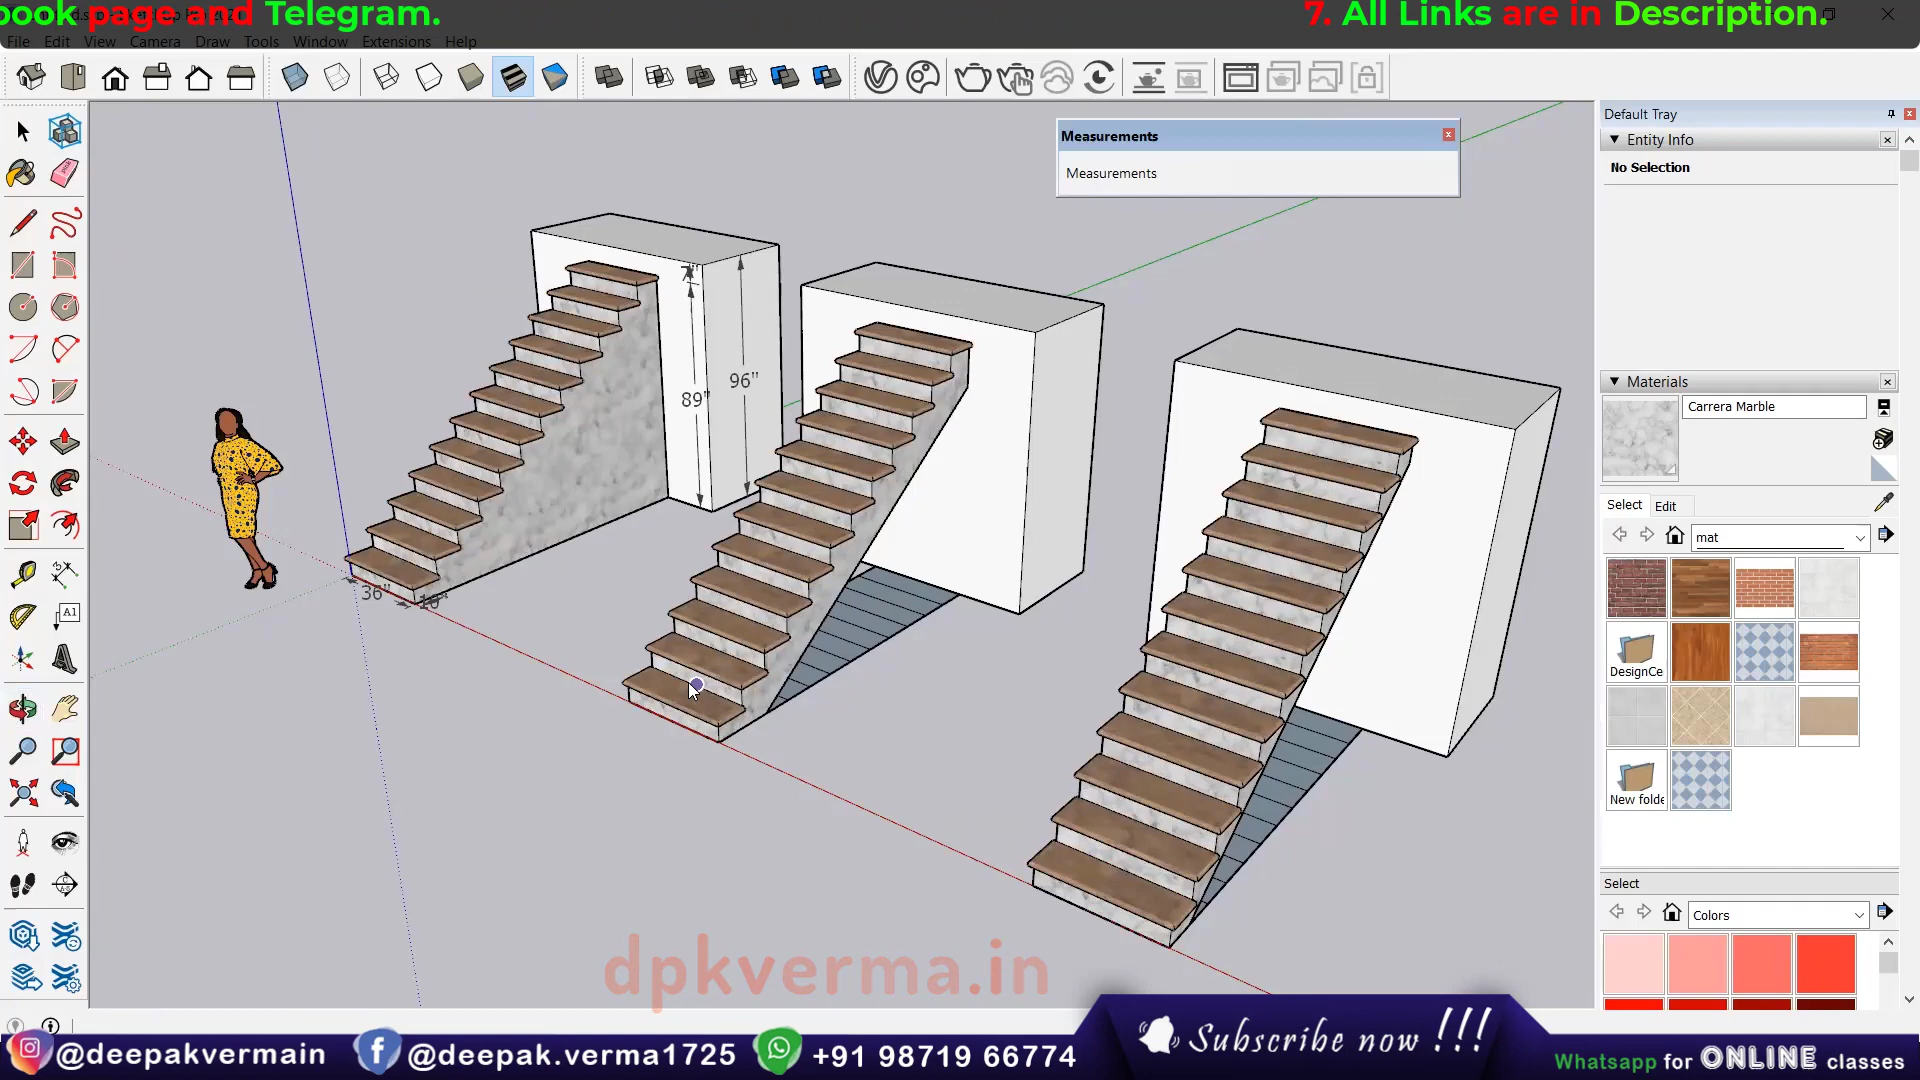 book page and Telegram.
7. All Links are in Description.
File Edit View Camera Draw Tools Window Extensions Help
Default Tray
Measurements
Entity Info
Measurements
No Selection
7"
96"
89"
Materials
Carrera Marble
Select Edit
mat
36"
A1
DesignCe
New folde
Select
Colors
dpkverma.in
Subscribe now !!!
@deepakvermain
@deepak.verma1725
+91 98719 66774
Whatsapp for ONLINE classes